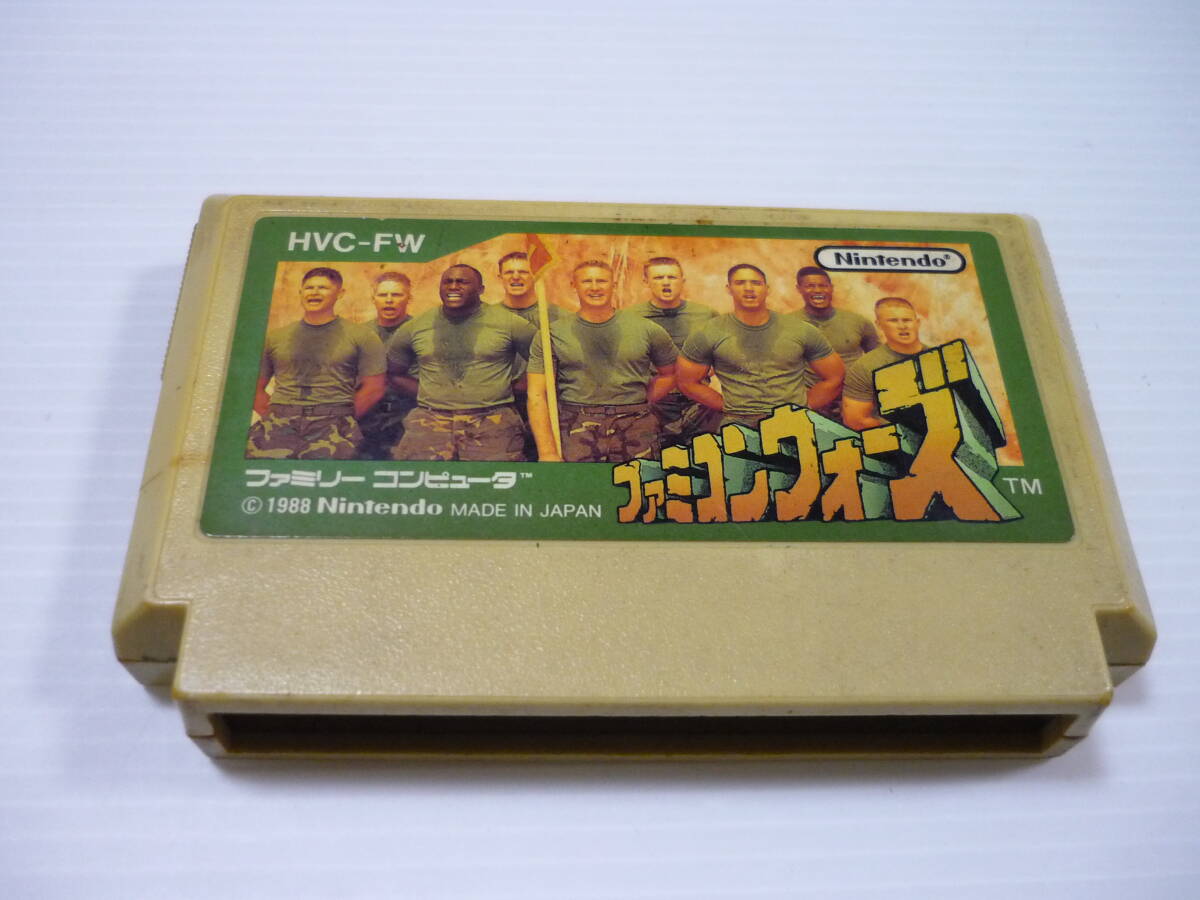 HVC-FW
Nintendo®
ファミコンウォーズ TM
ファミリー コンピュータ™
© 1988 Nintendo MADE IN JAPAN